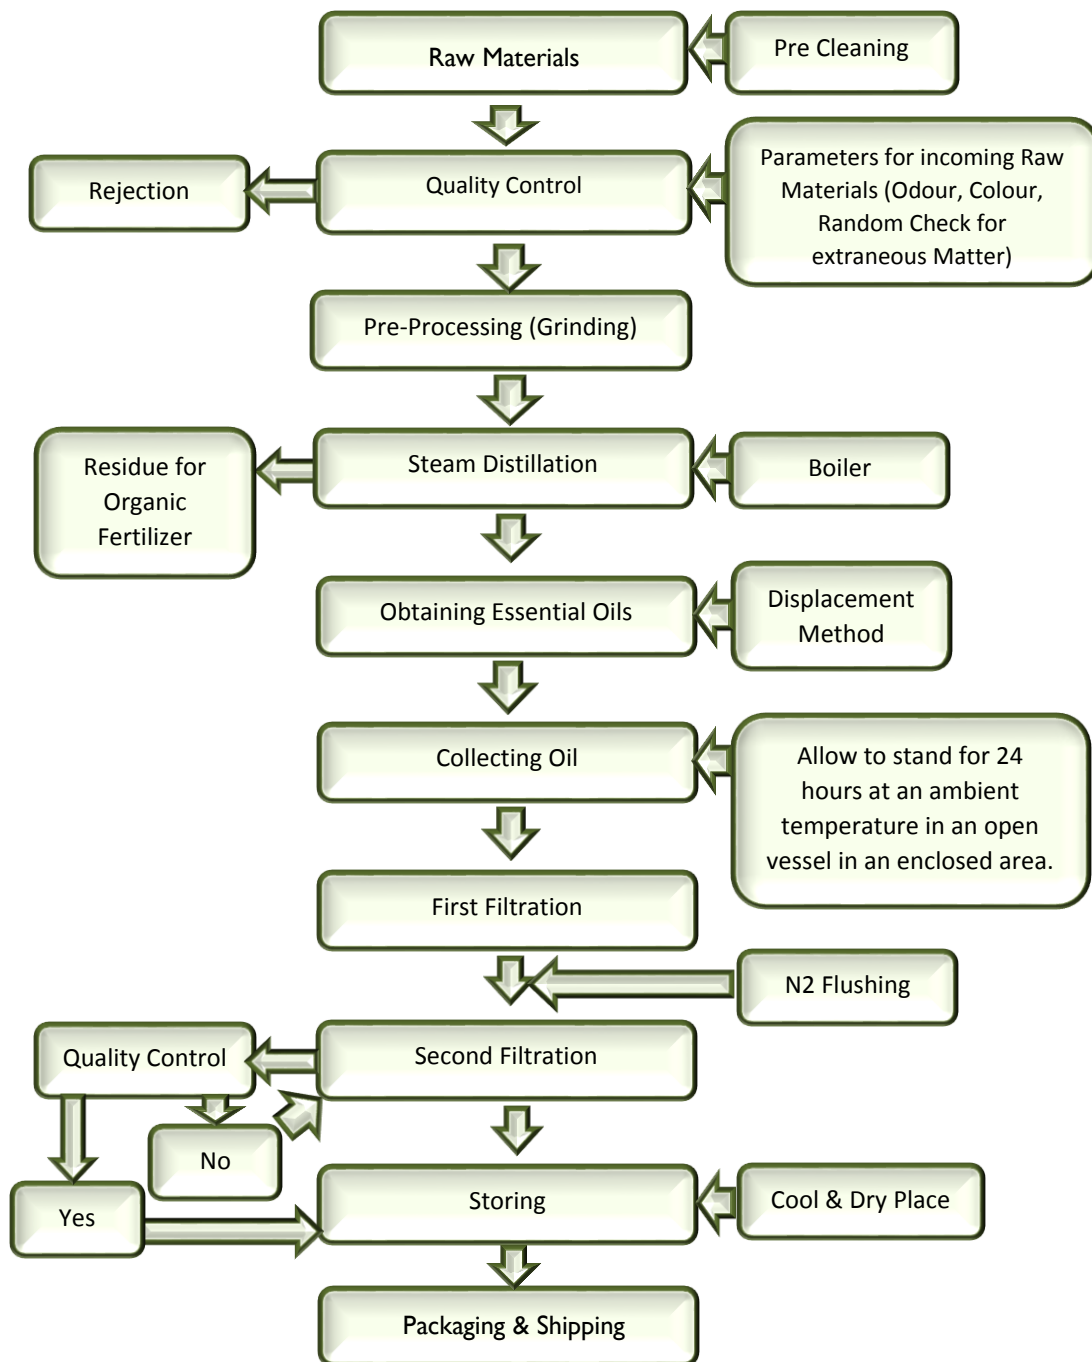 Raw Materials
Pre Cleaning
Rejection
Quality Control
Parameters for incoming Raw
Materials (Odour, Colour,
Random Check for
extraneous Matter)
Pre-Processing (Grinding)
Residue for
Organic
Fertilizer
Steam Distillation
Boiler
Obtaining Essential Oils
Displacement
Method
Collecting Oil
Allow to stand for 24
hours at an ambient
temperature in an open
vessel in an enclosed area.
First Filtration
N2 Flushing
Quality Control
Second Filtration
No
Yes
Storing
Cool & Dry Place
Packaging & Shipping